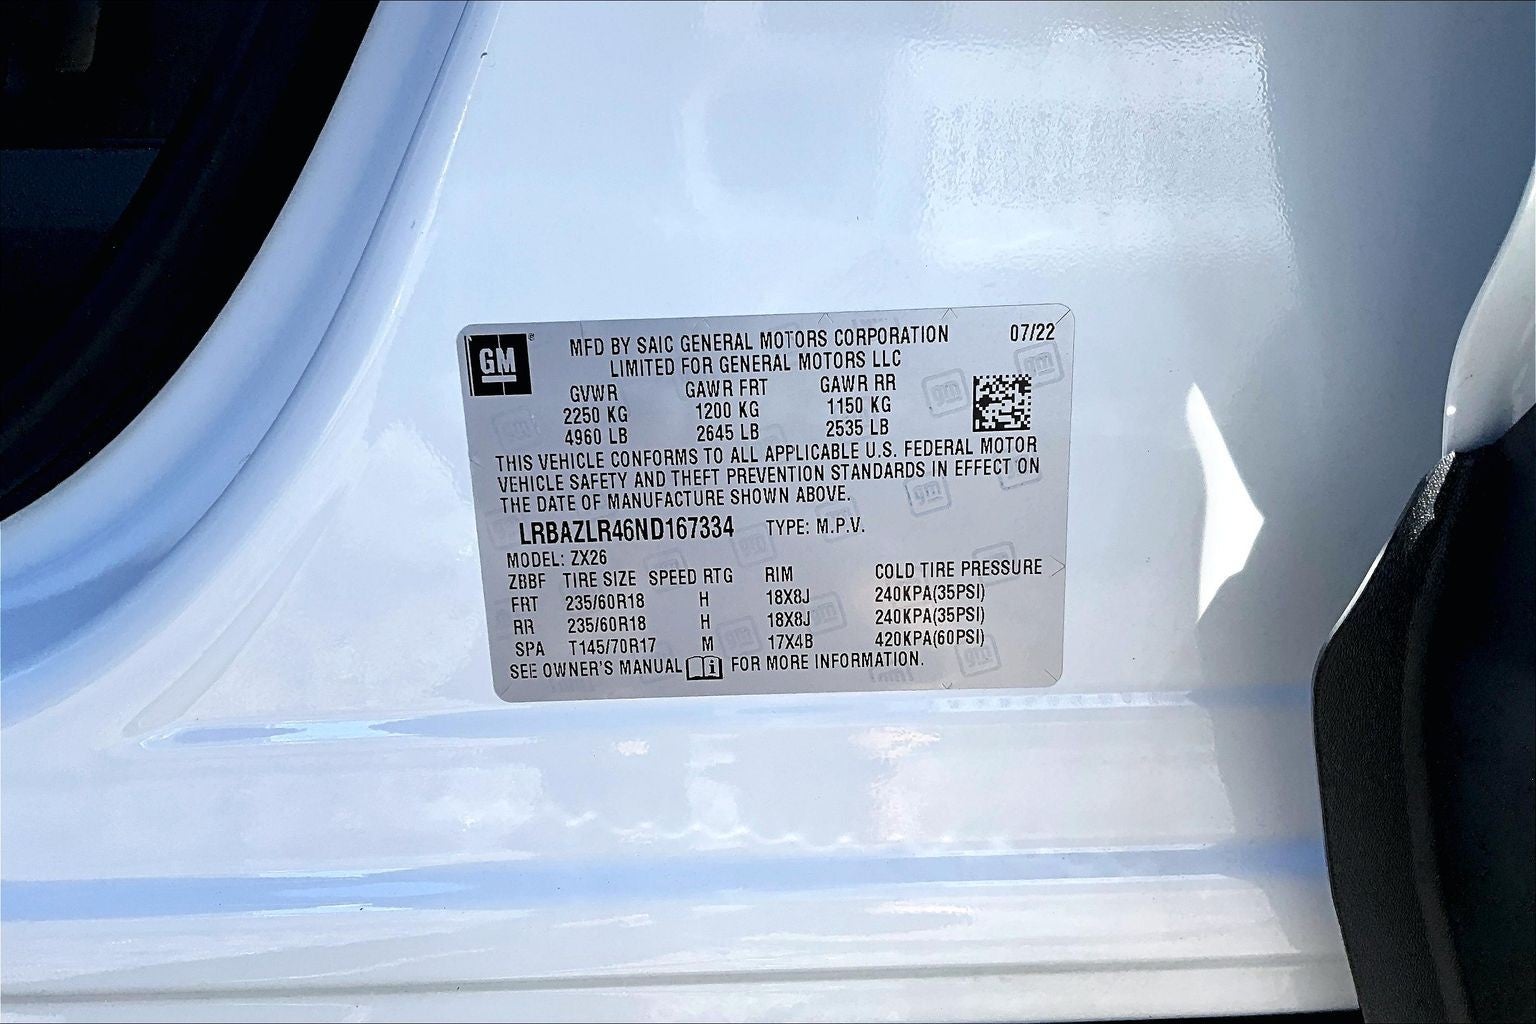 GM
MFD BY SAIC GENERAL MOTORS CORPORATION 07/22
LIMITED FOR GENERAL MOTORS LLC
GVWR GAWR FRT GAWR RR
2250 KG 1200 KG 1150 KG
4960 LB 2645 LB 2535 LB
THIS VEHICLE CONFORMS TO ALL APPLICABLE U.S. FEDERAL MOTOR
VEHICLE SAFETY AND THEFT PREVENTION STANDARDS IN EFFECT ON
THE DATE OF MANUFACTURE SHOWN ABOVE.
LRBAZLR46ND167334 TYPE: M.P.V.
MODEL: ZX26
ZBBF TIRE SIZE SPEED RTG RIM COLD TIRE PRESSURE
FRT 235/60R18 H 18X8J 240KPA(35PSI)
RR 235/60R18 H 18X8J 240KPA(35PSI)
SPA T145/70R17 M 17X4B 420KPA(60PSI)
SEE OWNER'S MANUAL FOR MORE INFORMATION.